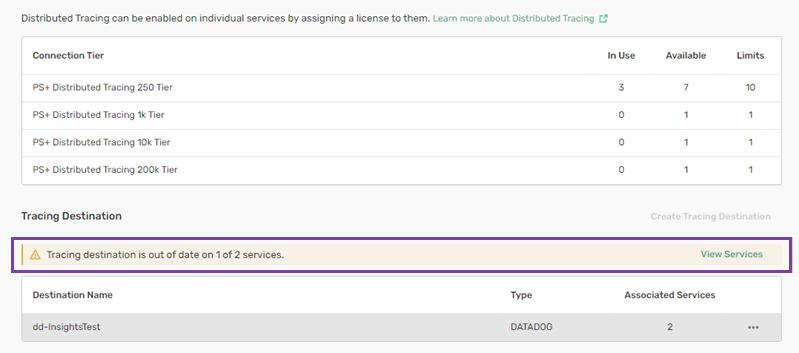 Distributed Tracing can be enabled on individual services by assigning a license to them. Learn more about Distributed Tracing
Connection Tier In Use Available Limits
PS+ Distributed Tracing 250 Tier 3 7 10
PS+ Distributed Tracing 1k Tier 0 1 1
PS+ Distributed Tracing 10k Tier 0 1 1
PS+ Distributed Tracing 200k Tier 0 1 1
Tracing Destination Create Tracing Destination
Tracing destination is out of date on 1 of 2 services. View Services
Destination Name Type Associated Services
dd-InsightsTest DATADOG 2